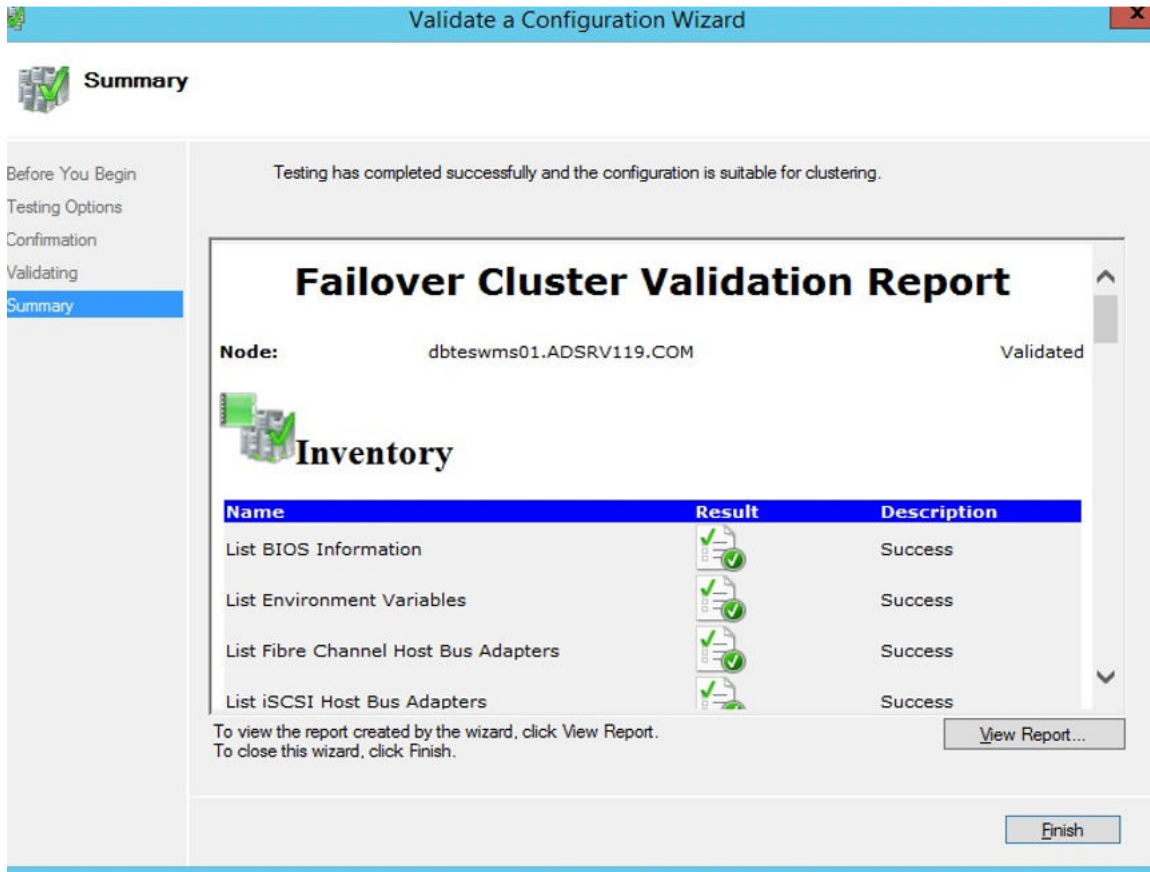 Validate a Configuration Wizard
x
Summary
Before You Begin
Testing Options
Confirmation
Validating
Summary
Testing has completed successfully and the configuration is suitable for clustering.
Failover Cluster Validation Report
Node: dbteswms01.ADSRV119.COM Validated
Inventory
Name Result Description
List BIOS Information Success
List Environment Variables Success
List Fibre Channel Host Bus Adapters Success
List iSCSI Host Bus Adapters Success
To view the report created by the wizard, click View Report.
To close this wizard, click Finish.
View Report...
Finish